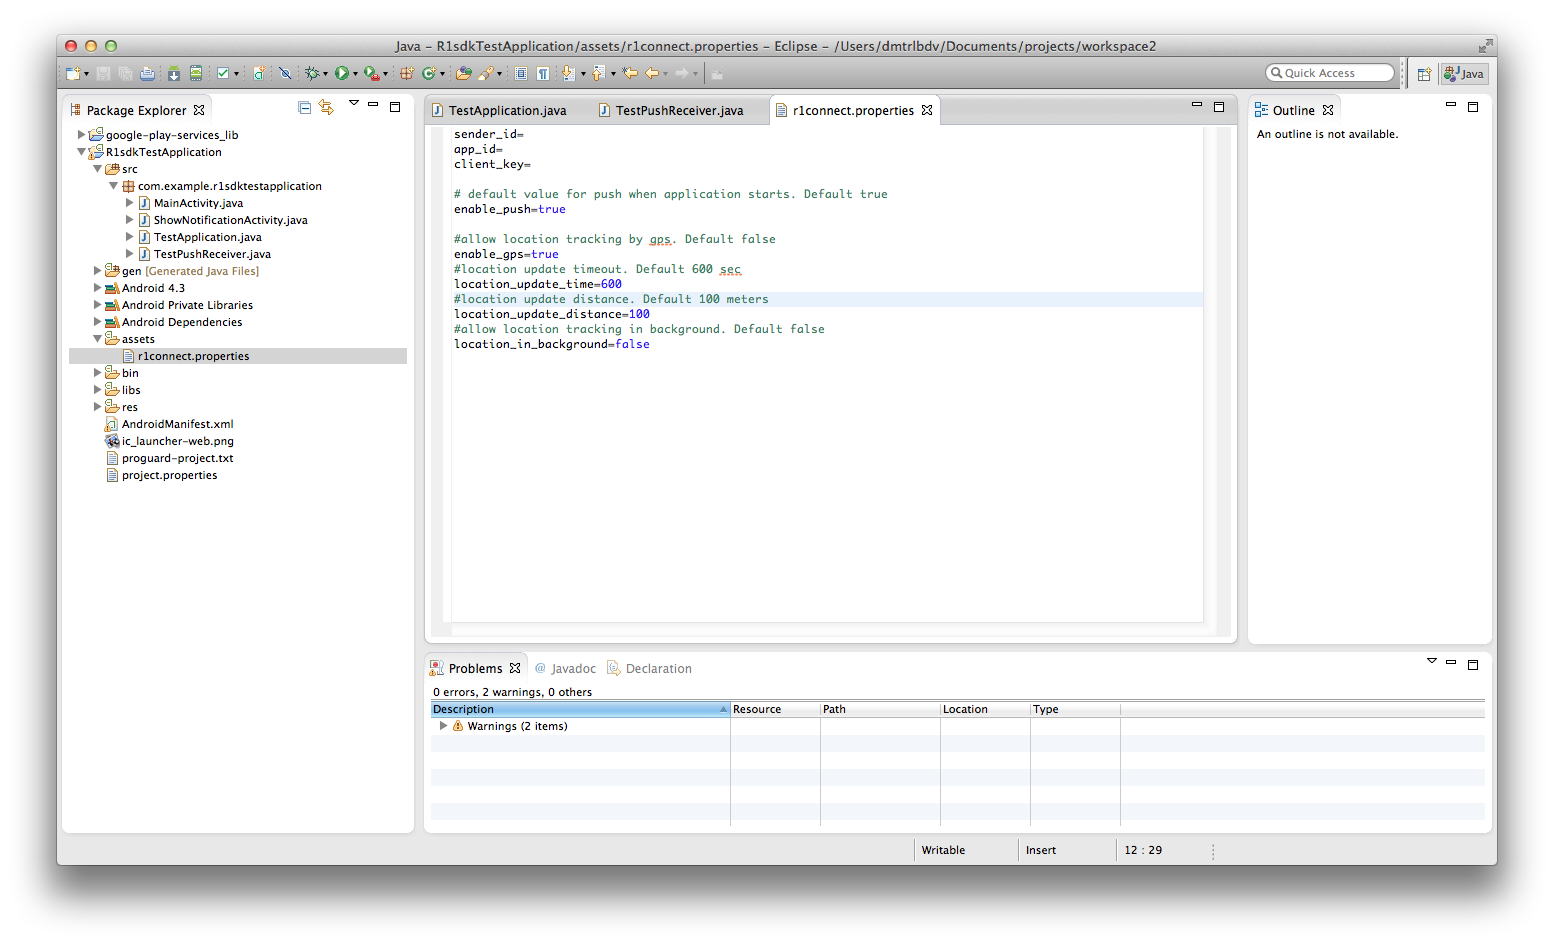 Java – R1sdkTestApplication/assets/r1connect.properties – Eclipse – /Users/dmtrlbdv/Documents/projects/workspace2
Quick Access
Java
Package Explorer
google-play-services_lib
R1sdkTestApplication
src
com.example.r1sdktestapplication
MainActivity.java
ShowNotificationActivity.java
TestApplication.java
TestPushReceiver.java
gen [Generated Java Files]
Android 4.3
Android Private Libraries
Android Dependencies
assets
r1connect.properties
bin
libs
res
AndroidManifest.xml
ic_launcher-web.png
proguard-project.txt
project.properties
TestApplication.java TestPushReceiver.java r1connect.properties
sender_id=
app_id=
client_key=
# default value for push when application starts. Default true
enable_push=true
#allow location tracking by gps. Default false
enable_gps=true
#location update timeout. Default 600 sec
location_update_time=600
#location update distance. Default 100 meters
location_update_distance=100
#allow location tracking in background. Default false
location_in_background=false
Outline
An outline is not available.
Problems @ Javadoc Declaration
0 errors, 2 warnings, 0 others
Description Resource Path Location Type
Warnings (2 items)
Writable Insert 12 : 29